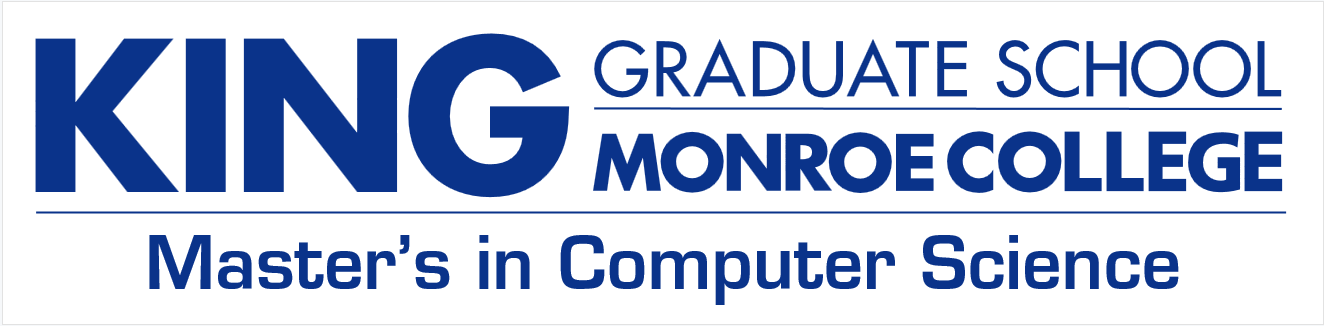 KING
GRADUATE SCHOOL
MONROE COLLEGE
Master’s in Computer Science